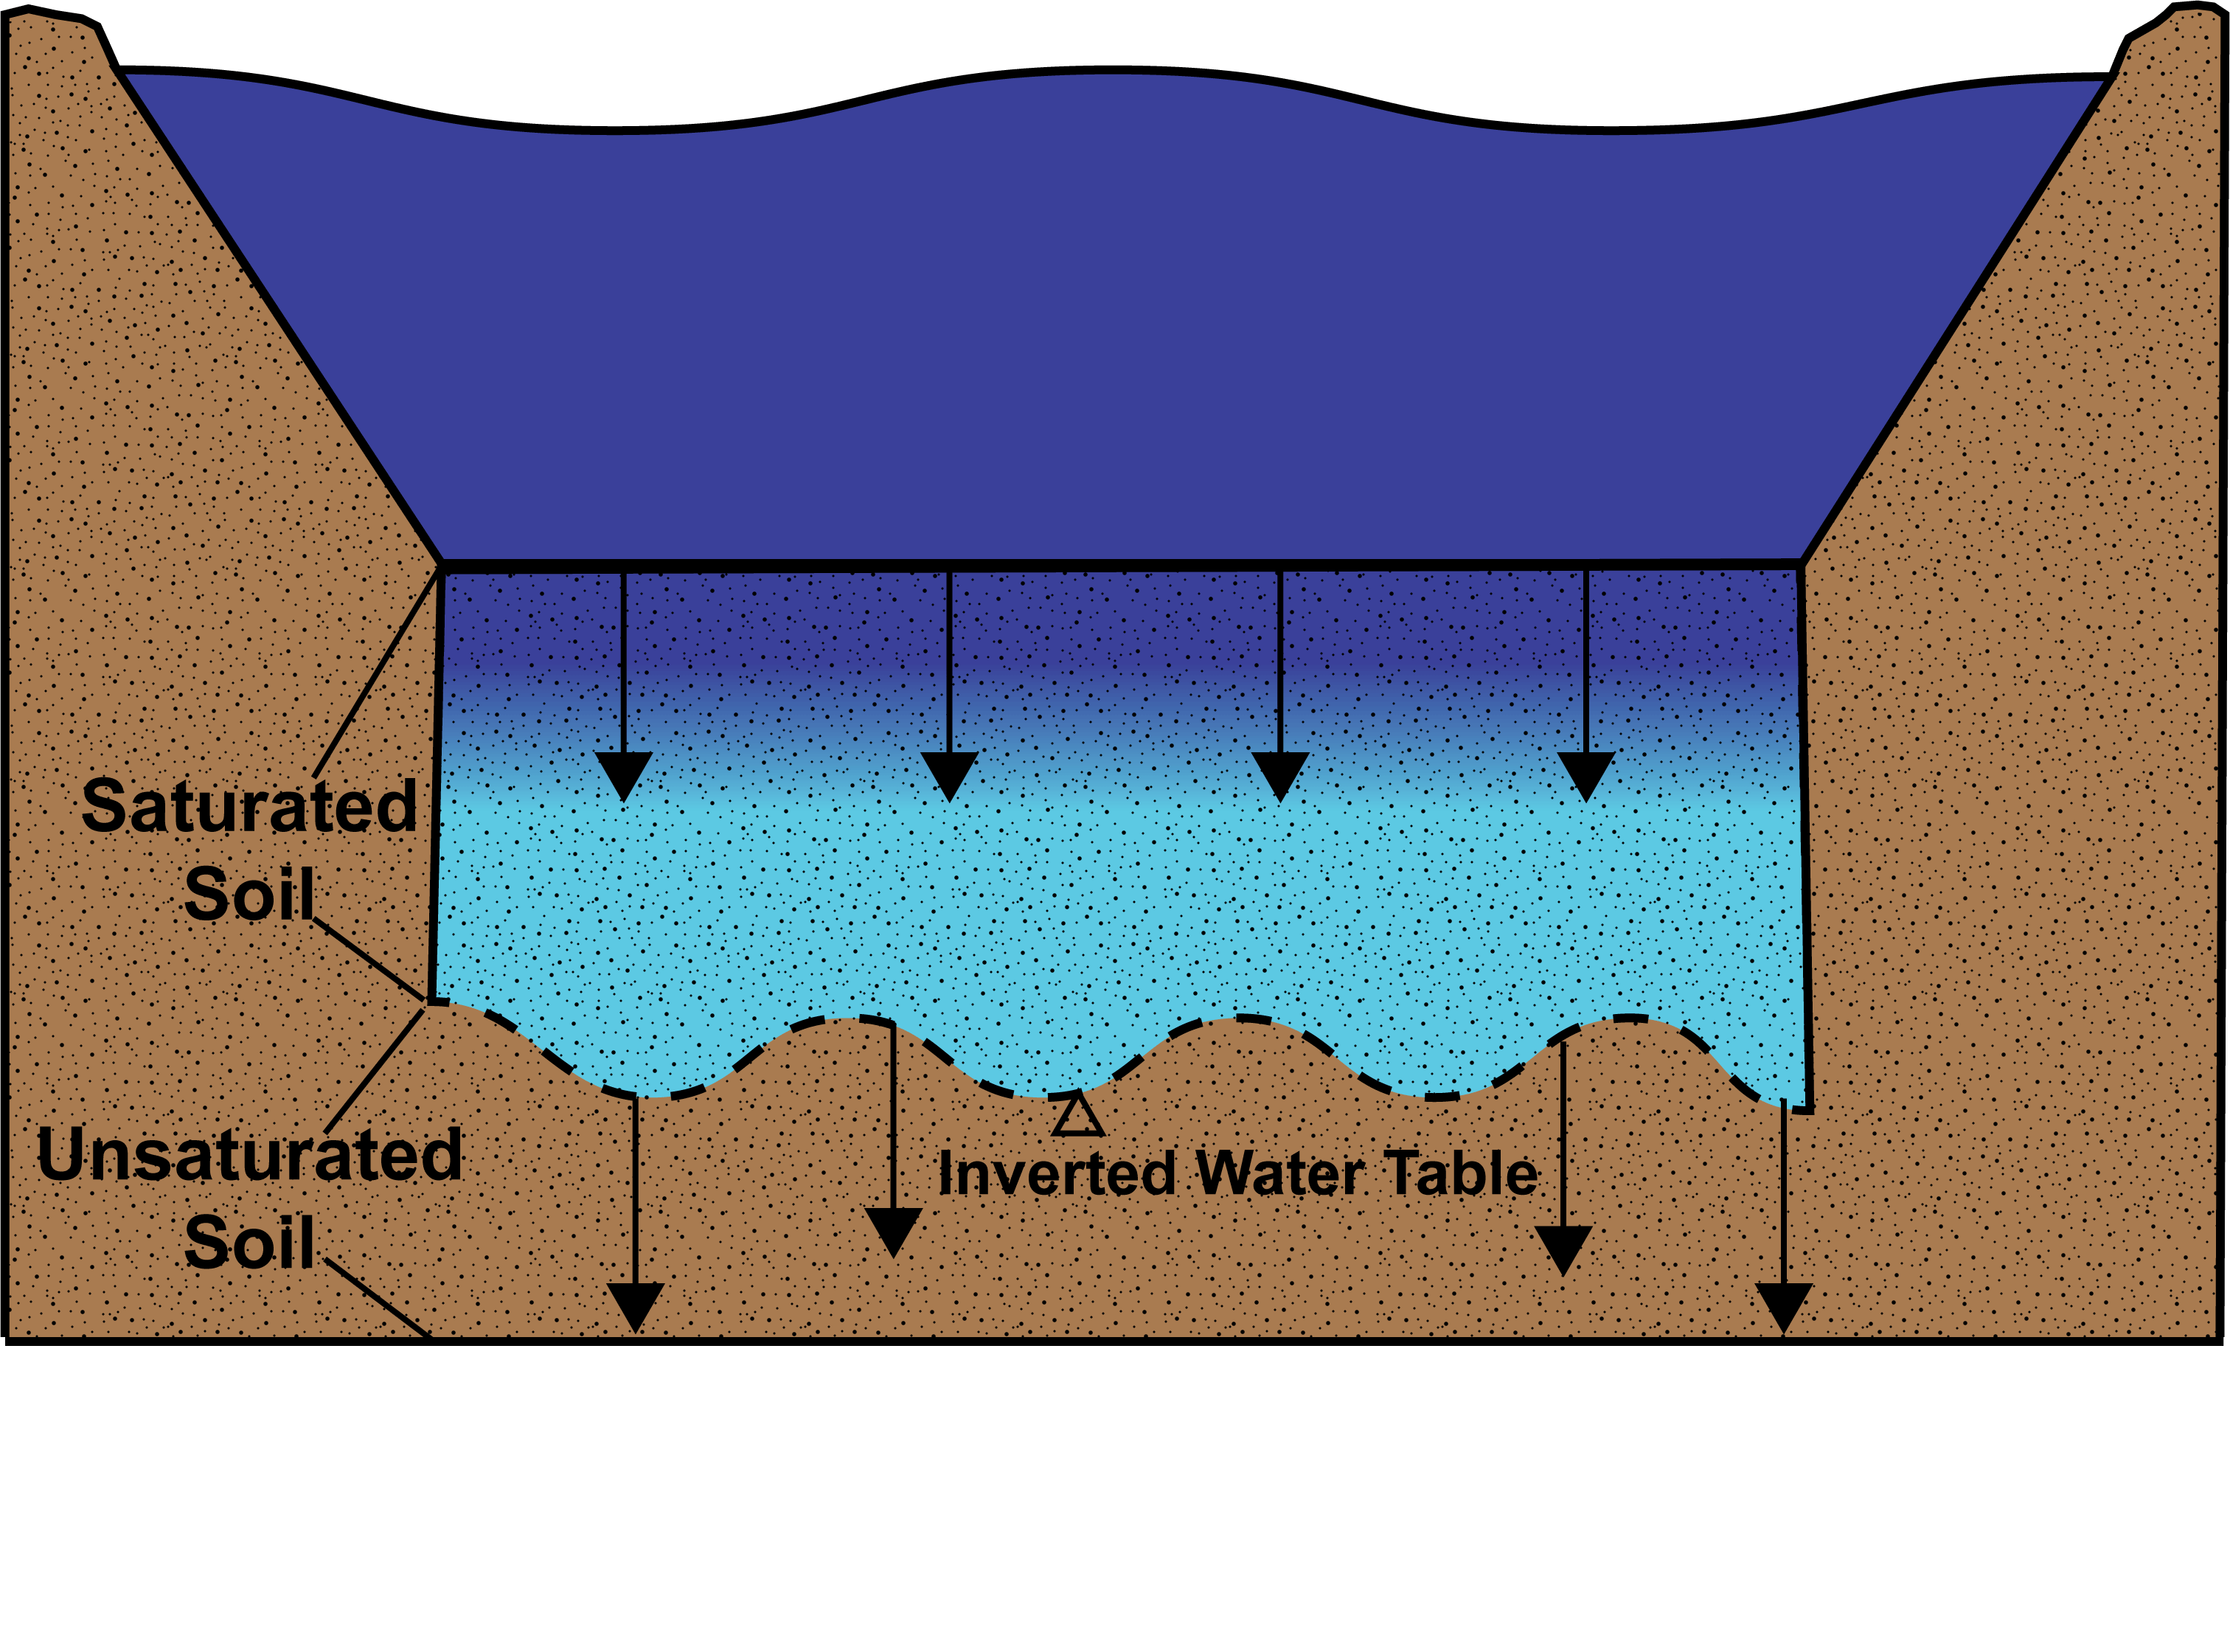 Saturated
Soil
Unsaturated
Soil
Inverted Water Table